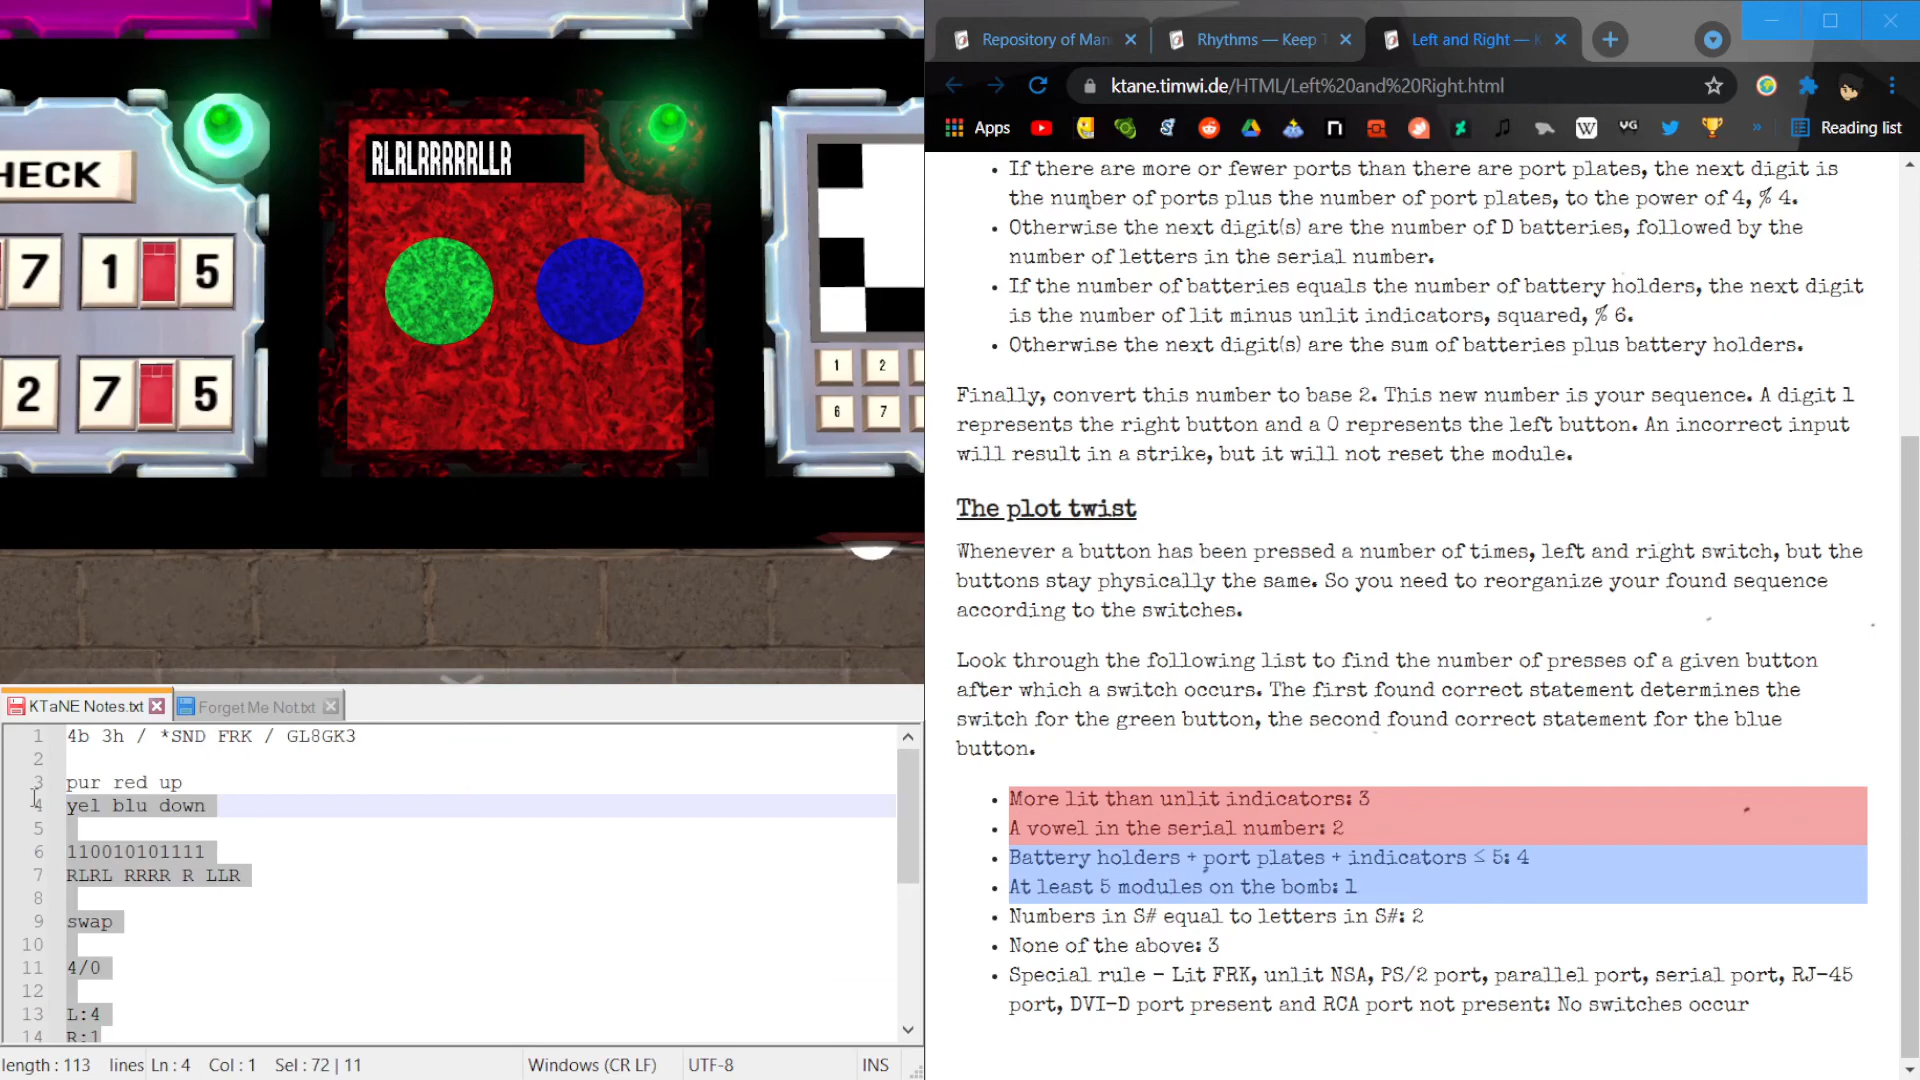 HECK
7 1 5
2 7 5
RLRLRRRRRLLR
1 2
6 7
KTaNE Notes.txt
Forget Me Not.txt
1 4b 3h / *SND FRK / GL8GK3
2
3 pur red up
4 yel blu down
5
6 110010101111
7 RLRL RRRR R LLR
8
9 swap
10
11 4/0
12
13 L:4
14 R:1
length : 113 lines Ln : 4 Col : 1 Sel : 72 | 11 Windows (CR LF) UTF-8 INS
Repository of Man
Rhythms — Keep T
Left and Right — K
ktane.timwi.de/HTML/Left%20and%20Right.html
Apps
Reading list
• If there are more or fewer ports than there are port plates, the next digit is
the number of ports plus the number of port plates, to the power of 4, % 4.
• Otherwise the next digit(s) are the number of D batteries, followed by the
number of letters in the serial number.
• If the number of batteries equals the number of battery holders, the next digit
is the number of lit minus unlit indicators, squared, % 6.
• Otherwise the next digit(s) are the sum of batteries plus battery holders.
Finally, convert this number to base 2. This new number is your sequence. A digit 1
represents the right button and a 0 represents the left button. An incorrect input
will result in a strike, but it will not reset the module.
The plot twist
Whenever a button has been pressed a number of times, left and right switch, but the
buttons stay physically the same. So you need to reorganize your found sequence
according to the switches.
Look through the following list to find the number of presses of a given button
after which a switch occurs. The first found correct statement determines the
switch for the green button, the second found correct statement for the blue
button.
• More lit than unlit indicators: 3
• A vowel in the serial number: 2
• Battery holders + port plates + indicators ≤ 5: 4
• At least 5 modules on the bomb: 1
• Numbers in S# equal to letters in S#: 2
• None of the above: 3
• Special rule – Lit FRK, unlit NSA, PS/2 port, parallel port, serial port, RJ-45
port, DVI-D port present and RCA port not present: No switches occur